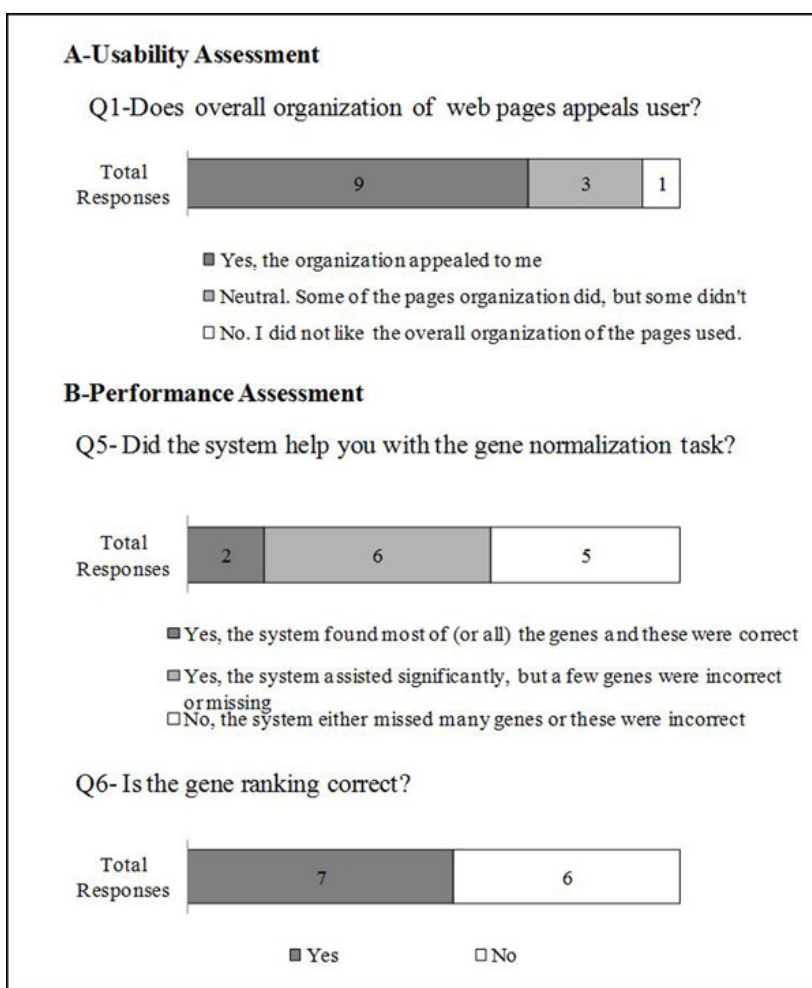 A-Usability Assessment
Q1-Does overall organization of web pages appeals user?
Total
Responses
9
3
1
Yes, the organization appealed to me
Neutral. Some of the pages organization did, but some didn't
No. I did not like the overall organization of the pages used.
B-Performance Assessment
Q5- Did the system help you with the gene normalization task?
Total
Responses
2
6
5
Yes, the system found most of (or all) the genes and these were correct
Yes, the system assisted significantly, but a few genes were incorrect
or missing
No, the system either missed many genes or these were incorrect
Q6- Is the gene ranking correct?
Total
Responses
7
6
Yes
No